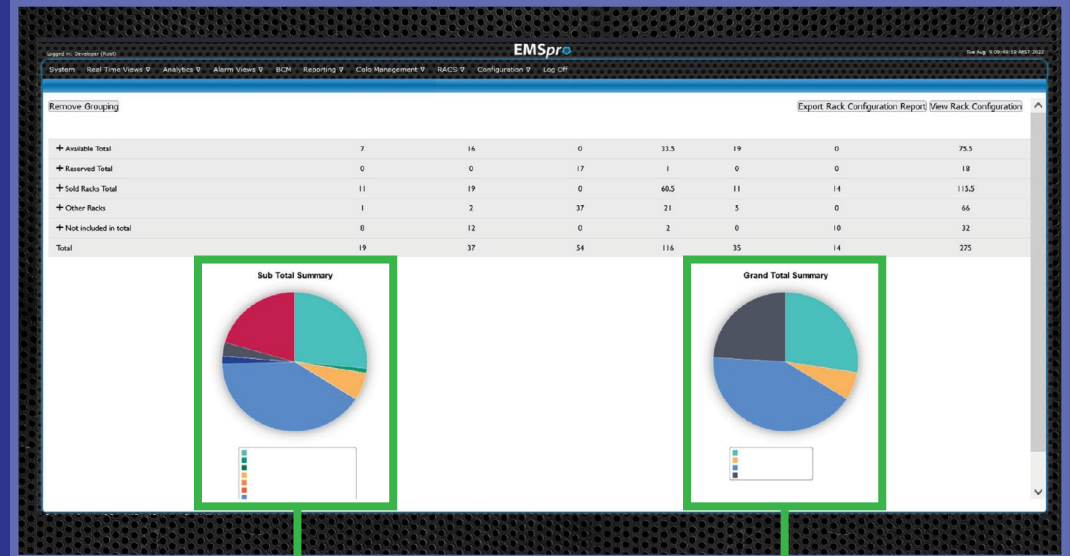 EMSpro
Logged in: Developer (Root)
Tue Aug 9 09:49:19 AEST 2022
System Real Time Views ∇ Analytics ∇ Alarm Views ∇ BCM Reporting ∇ Colo Management ∇ RACS ∇ Configuration ∇ Log Off
Remove Grouping Export Rack Configuration Report View Rack Configuration
+ Available Total 7 16 0 33.5 19 0 75.5
+ Reserved Total 0 0 17 1 0 0 18
+ Sold Racks Total 11 19 0 60.5 11 14 115.5
+ Other Racks 1 2 37 21 5 0 66
+ Not included in total 8 12 0 2 0 10 32
Total 19 37 54 116 35 14 275
Sub Total Summary Grand Total Summary